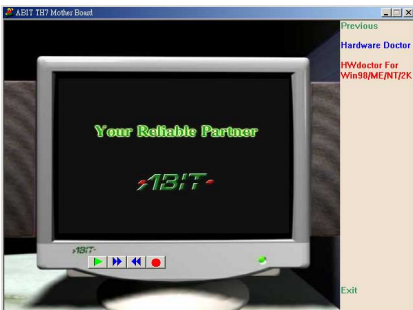 ABIT TH7 Mother Board
Previous
Hardware Doctor
HWdoctor For
Win98/ME/NT/2K
Your Reliable Partner
ABIT
ABIT
Exit